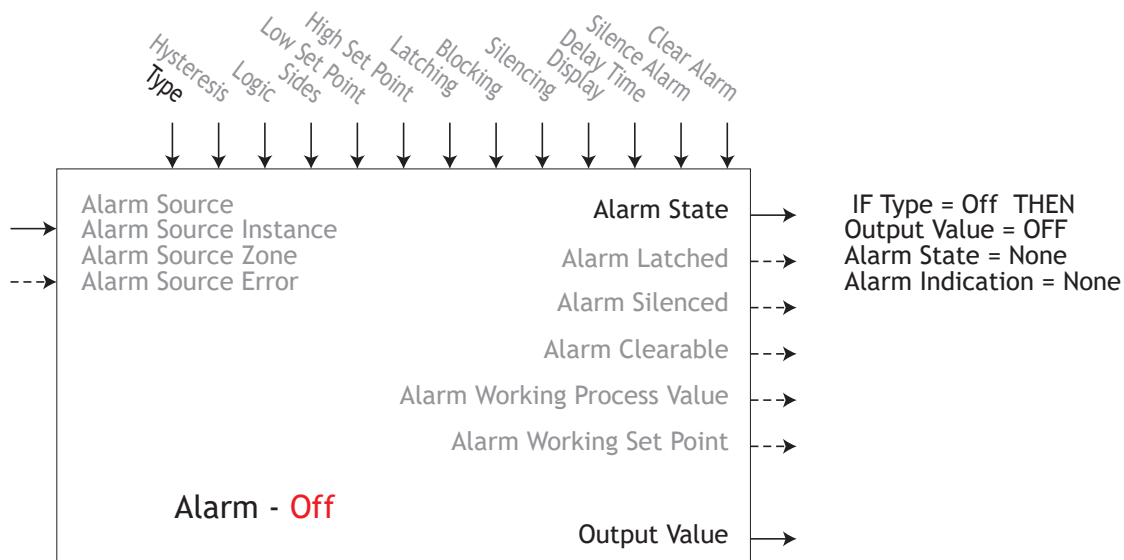 Type
Hysteresis
Logic
Sides
Low Set Point
High Set Point
Latching
Blocking
Silencing
Display
Delay Time
Silence Alarm
Clear Alarm
Alarm Source
Alarm Source Instance
Alarm Source Zone
Alarm Source Error
Alarm State
Alarm Latched
Alarm Silenced
Alarm Clearable
Alarm Working Process Value
Alarm Working Set Point
Alarm - Off
Output Value
IF Type = Off THEN
Output Value = OFF
Alarm State = None
Alarm Indication = None